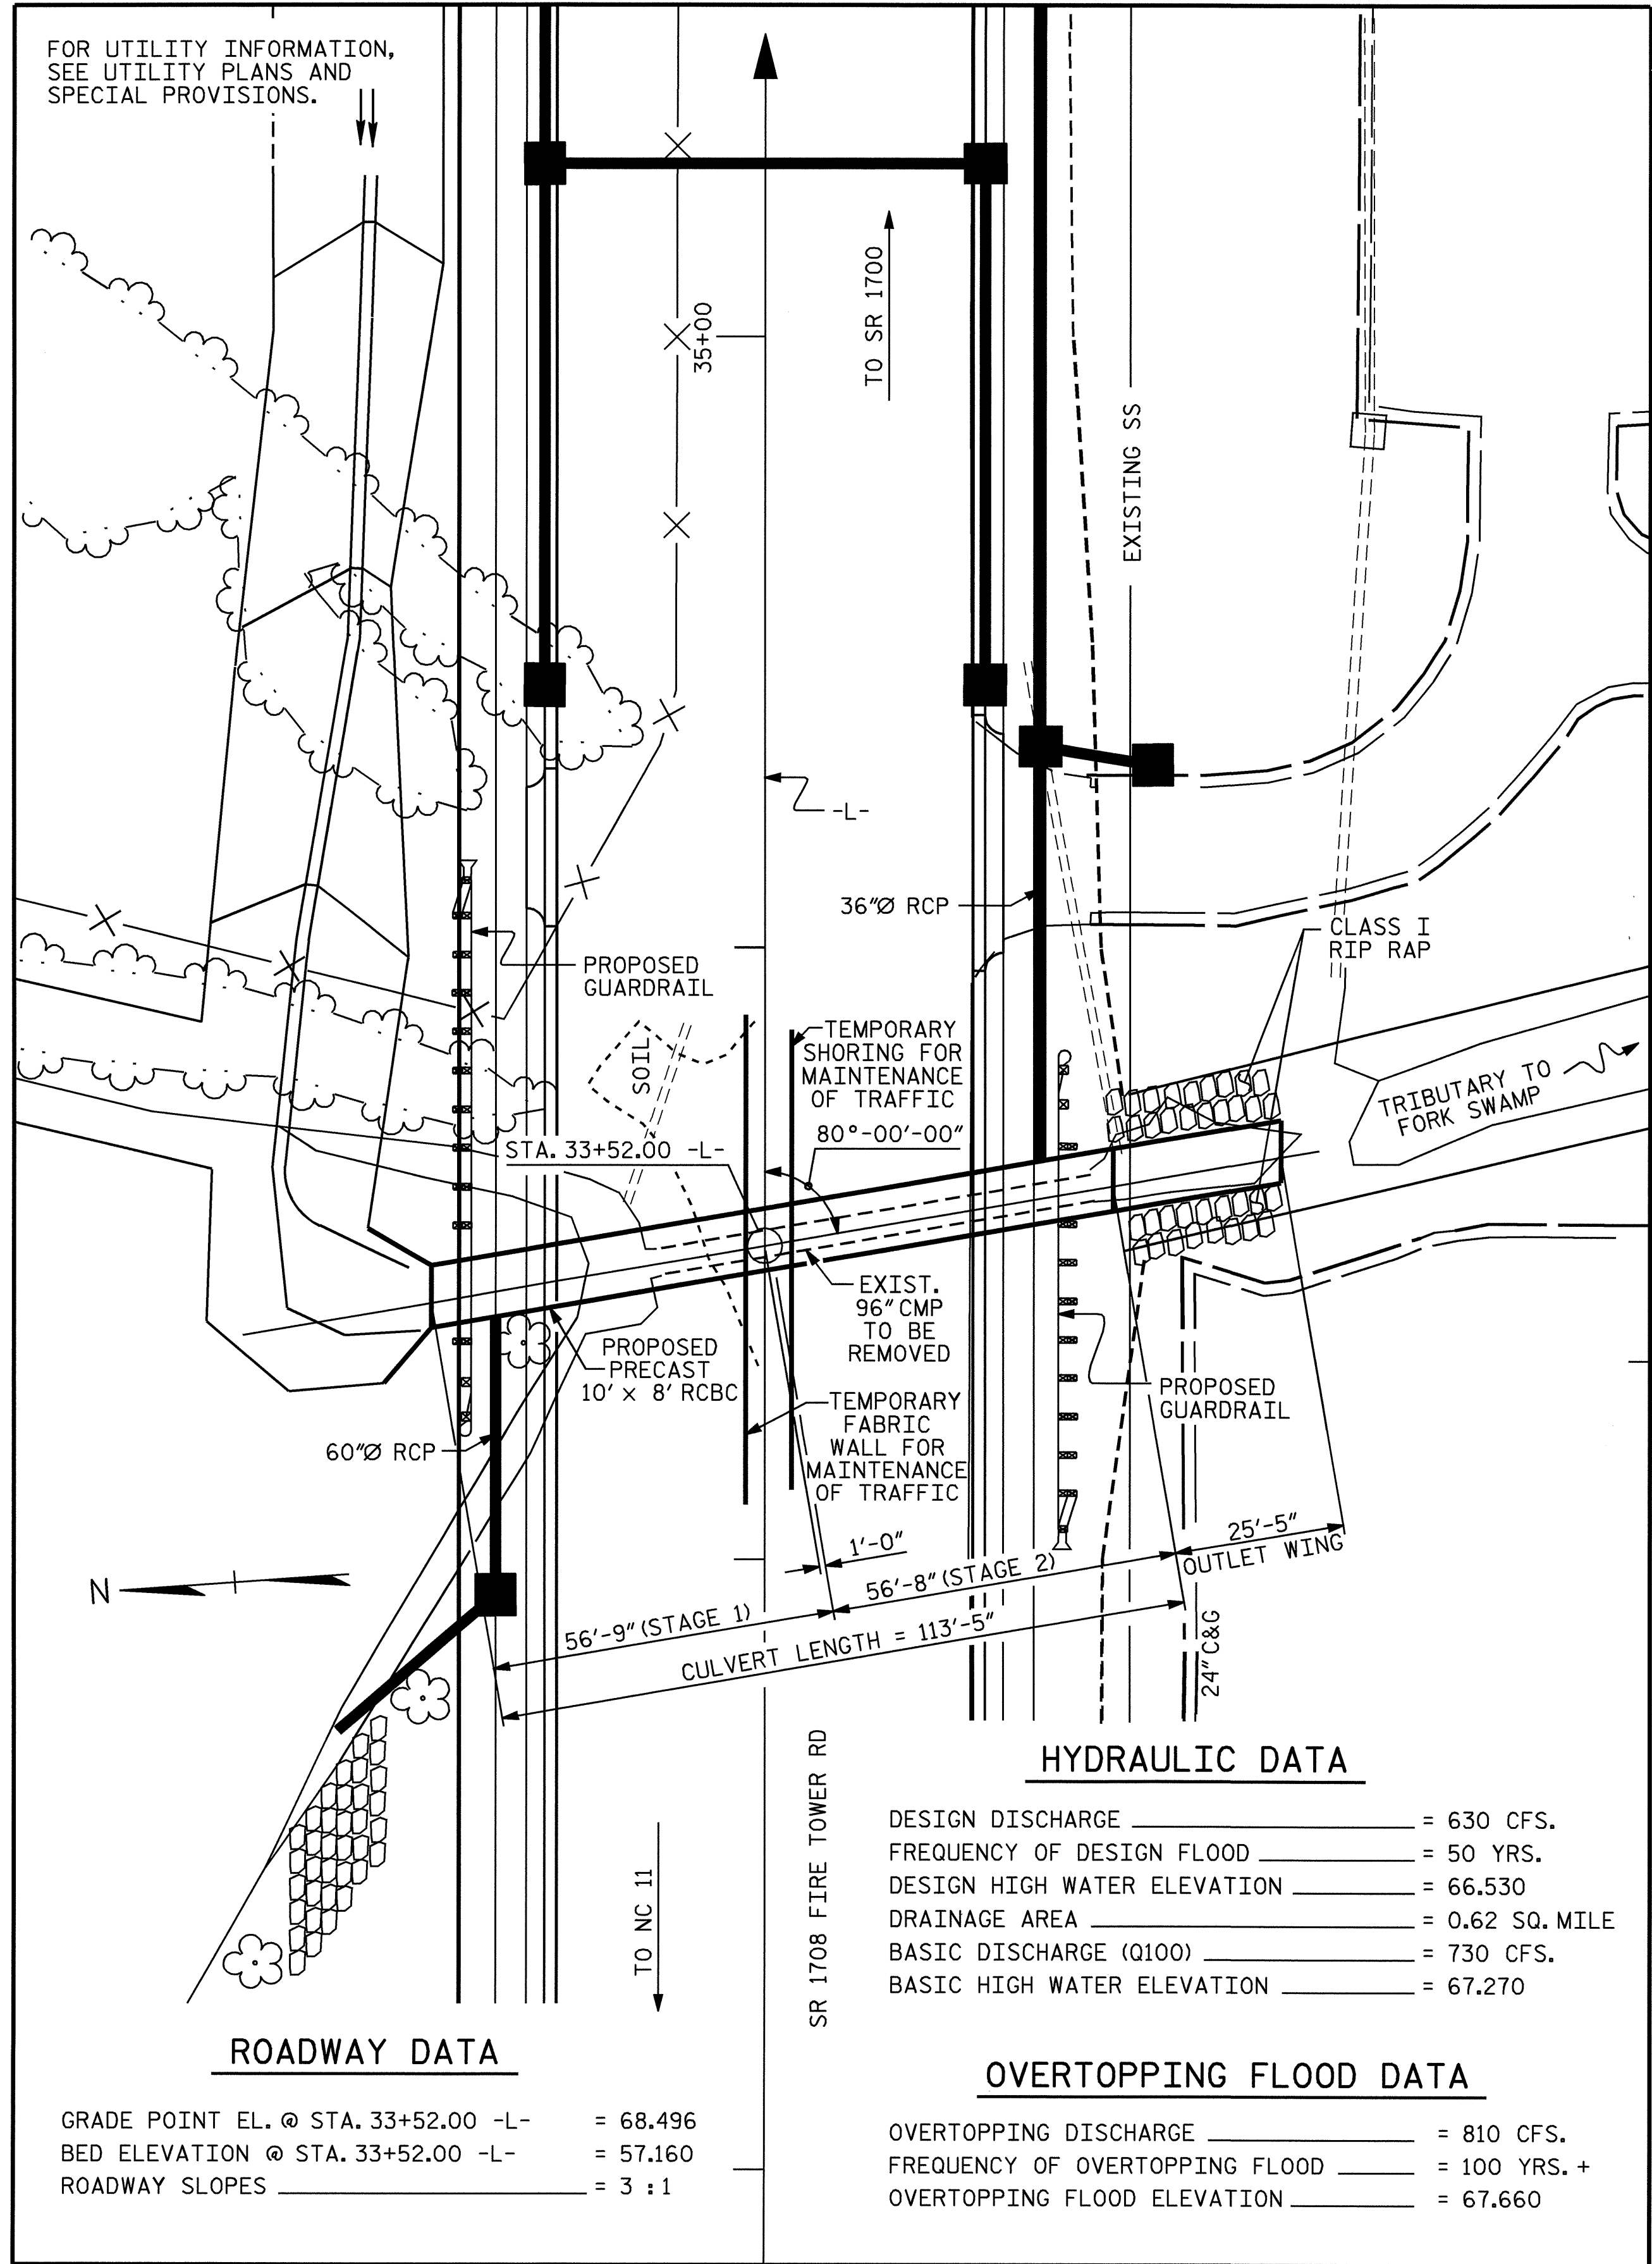 FOR UTILITY INFORMATION,
SEE UTILITY PLANS AND
SPECIAL PROVISIONS.
35+00
TO SR 1700
EXISTING SS
-L-
36"Ø RCP
CLASS I
RIP RAP
PROPOSED
GUARDRAIL
SOIL
TEMPORARY
SHORING FOR
MAINTENANCE
OF TRAFFIC
80°-00'-00"
STA. 33+52.00 -L-
TRIBUTARY TO
FORK SWAMP
EXIST.
96" CMP
TO BE
REMOVED
PROPOSED
PRECAST
10' x 8' RCBC
TEMPORARY
FABRIC
WALL FOR
MAINTENANCE
OF TRAFFIC
PROPOSED
GUARDRAIL
60"Ø RCP
N
1'-0"
25'-5"
OUTLET WING
56'-8" (STAGE 2)
56'-9" (STAGE 1)
CULVERT LENGTH = 113'-5"
24" C&G
SR 1708 FIRE TOWER RD
TO NC 11
HYDRAULIC DATA
DESIGN DISCHARGE = 630 CFS.
FREQUENCY OF DESIGN FLOOD = 50 YRS.
DESIGN HIGH WATER ELEVATION = 66.530
DRAINAGE AREA = 0.62 SQ. MILE
BASIC DISCHARGE (Q100) = 730 CFS.
BASIC HIGH WATER ELEVATION = 67.270
ROADWAY DATA
GRADE POINT EL. @ STA. 33+52.00 -L- = 68.496
BED ELEVATION @ STA. 33+52.00 -L- = 57.160
ROADWAY SLOPES = 3 : 1
OVERTOPPING FLOOD DATA
OVERTOPPING DISCHARGE = 810 CFS.
FREQUENCY OF OVERTOPPING FLOOD = 100 YRS. +
OVERTOPPING FLOOD ELEVATION = 67.660